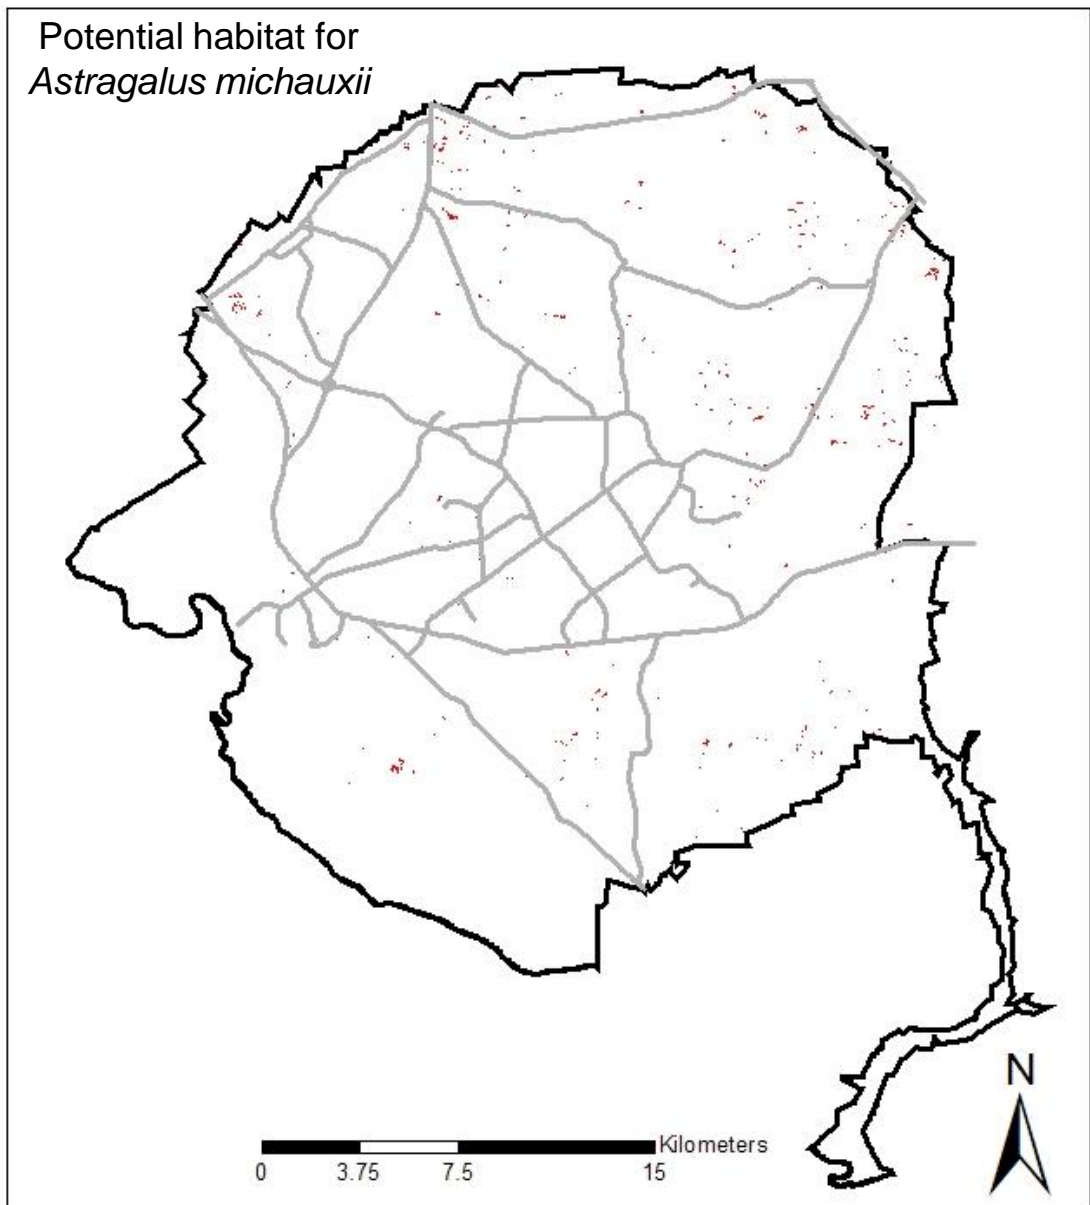 Potential habitat for
Astragalus michauxii
N
Kilometers
0 3.75 7.5 15